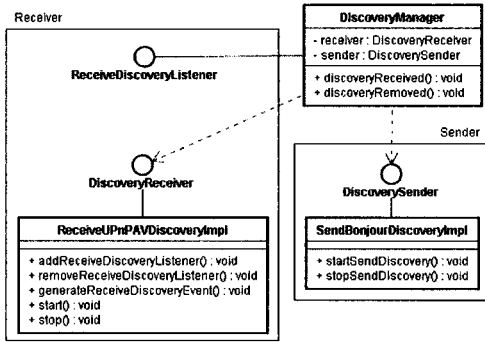 Receiver
DiscoveryManager
- receiver : DiscoveryReceiver
- sender : DiscoverySender
+ discoveryReceived() : void
+ discoveryRemoved() : void
ReceiveDiscoveryListener
Sender
DiscoveryReceiver
DiscoverySender
ReceiveUPnPAVDiscoveryImpl
+ addReceiveDiscoveryListener() : void
+ removeReceiveDiscoveryListener() : void
+ generateReceiveDiscoveryEvent() : void
+ start() : void
+ stop() : void
SendBonjourDiscoveryImpl
+ startSendDiscovery() : void
+ stopSendDiscovery() : void